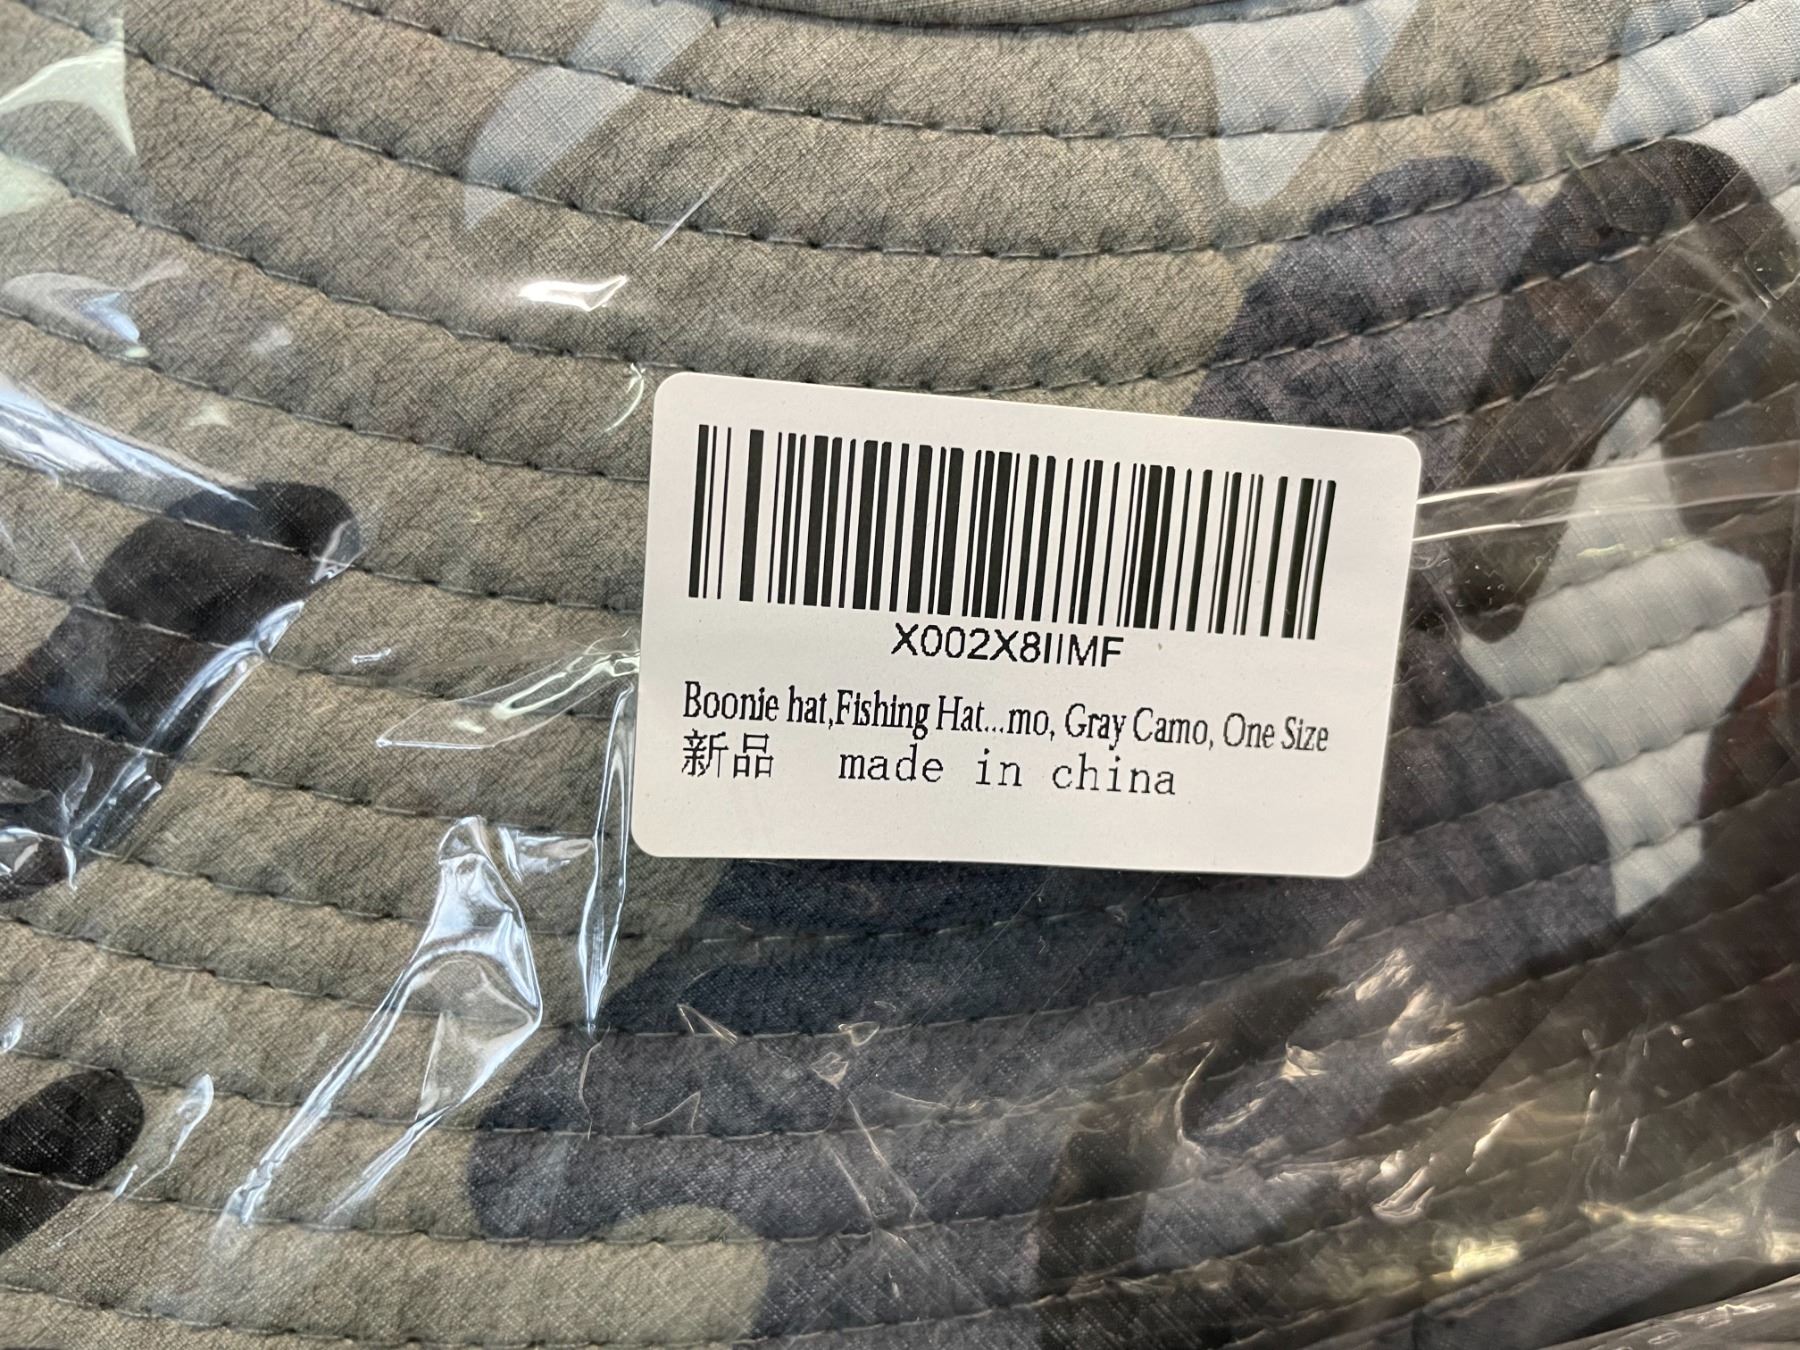 X002X8IIMF
Boonie hat,Fishing Hat...mo, Gray Camo, One Size
新品 made in china